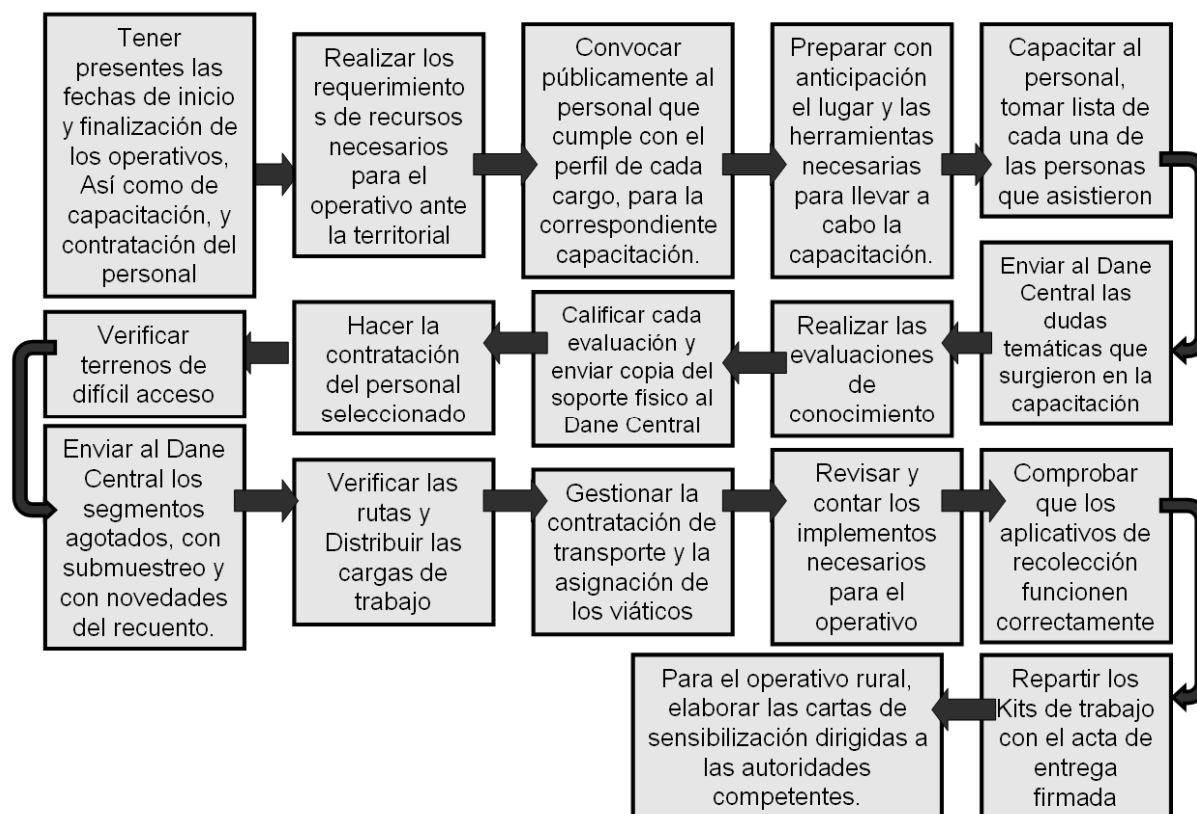 Tener
presentes las
fechas de inicio
y finalización de
los operativos,
Así como de
capacitación, y
contratación del
personal
Realizar los
requerimiento
s de recursos
necesarios
para el
operativo ante
la territorial
Convocar
públicamente al
personal que
cumple con el
perfil de cada
cargo, para la
correspondiente
capacitación.
Preparar con
anticipación
el lugar y las
herramientas
necesarias
para llevar a
cabo la
capacitación.
Capacitar al
personal,
tomar lista de
cada una de
las personas
que asistieron
Enviar al Dane
Central las
dudas
temáticas que
surgieron en la
capacitación
Realizar las
evaluaciones
de
conocimiento
Calificar cada
evaluación y
enviar copia del
soporte físico al
Dane Central
Hacer la
contratación
del personal
seleccionado
Verificar
terrenos de
difícil acceso
Enviar al Dane
Central los
segmentos
agotados, con
submuestreo y
con novedades
del recuento.
Verificar las
rutas y
Distribuir las
cargas de
trabajo
Gestionar la
contratación de
transporte y la
asignación de
los viáticos
Revisar y
contar los
implementos
necesarios
para el
operativo
Comprobar
que los
aplicativos de
recolección
funcionen
correctamente
Repartir los
Kits de trabajo
con el acta de
entrega
firmada
Para el operativo rural,
elaborar las cartas de
sensibilización dirigidas a
las autoridades
competentes.